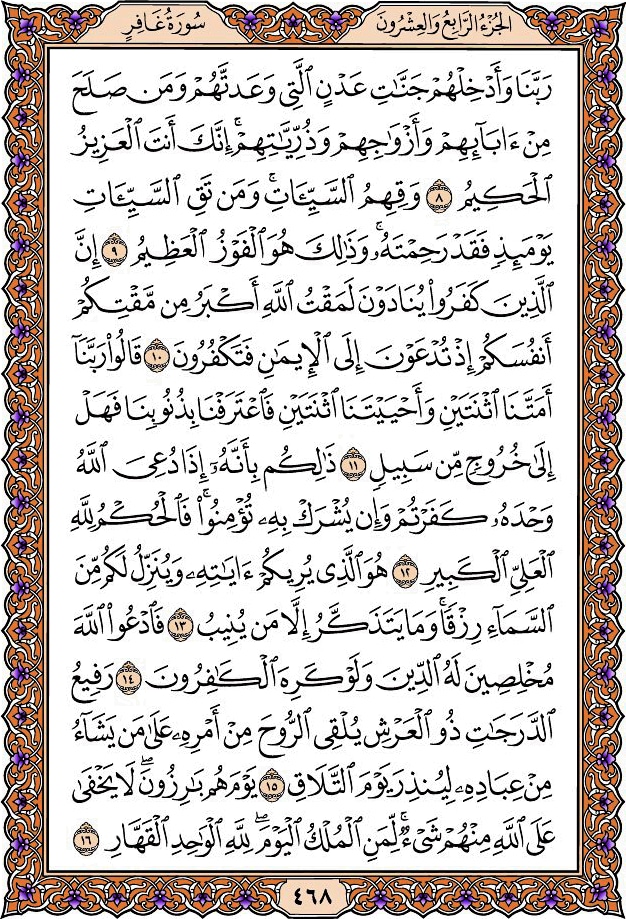 الجُزْءُ الرَّابِعُ وَالعِشْرُونَ سُورَةُ غَافِرٍ
رَبَّنَا وَأَدْخِلْهُمْ جَنَّٰتِ عَدْنٍ ٱلَّتِى وَعَدتَّهُمْ وَمَن صَلَحَ
مِنْ ءَابَآئِهِمْ وَأَزْوَٰجِهِمْ وَذُرِّيَّٰتِهِمْۚ إِنَّكَ أَنتَ ٱلْعَزِيزُ
ٱلْحَكِيمُ ٨ وَقِهِمُ ٱلسَّيِّـَٔاتِۚ وَمَن تَقِ ٱلسَّيِّـَٔاتِ
يَوْمَئِذٍ فَقَدْ رَحِمْتَهُۥۚ وَذَٰلِكَ هُوَ ٱلْفَوْزُ ٱلْعَظِيمُ ٩ إِنَّ
ٱلَّذِينَ كَفَرُوا۟ يُنَادَوْنَ لَمَقْتُ ٱللَّهِ أَكْبَرُ مِن مَّقْتِكُمْ
أَنفُسَكُمْ إِذْ تُدْعَوْنَ إِلَى ٱلْإِيمَٰنِ فَتَكْفُرُونَ ١٠ قَالُوا۟ رَبَّنَآ
أَمَتَّنَا ٱثْنَتَيْنِ وَأَحْيَيْتَنَا ٱثْنَتَيْنِ فَٱعْتَرَفْنَا بِذُنُوبِنَا فَهَلْ
إِلَىٰ خُرُوجٍ مِّن سَبِيلٍ ١١ ذَٰلِكُم بِأَنَّهُۥٓ إِذَا دُعِىَ ٱللَّهُ
وَحْدَهُۥ كَفَرْتُمْ وَإِن يُشْرَكْ بِهِۦ تُؤْمِنُوا۟ۚ فَٱلْحُكْمُ لِلَّهِ
ٱلْعَلِىِّ ٱلْكَبِيرِ ١٢ هُوَ ٱلَّذِى يُرِيكُمْ ءَايَٰتِهِۦ وَيُنَزِّلُ لَكُم مِّنَ
ٱلسَّمَآءِ رِزْقًاۚ وَمَا يَتَذَكَّرُ إِلَّا مَن يُنِيبُ ١٣ فَٱدْعُوا۟ ٱللَّهَ
مُخْلِصِينَ لَهُ ٱلدِّينَ وَلَوْ كَرِهَ ٱلْكَٰفِرُونَ ١٤ رَفِيعُ
ٱلدَّرَجَٰتِ ذُو ٱلْعَرْشِ يُلْقِى ٱلرُّوحَ مِنْ أَمْرِهِۦ عَلَىٰ مَن يَشَآءُ
مِنْ عِبَادِهِۦ لِيُنذِرَ يَوْمَ ٱلتَّلَاقِ ١٥ يَوْمَ هُم بَٰرِزُونَۖ لَا يَخْفَىٰ
عَلَى ٱللَّهِ مِنْهُمْ شَىْءٌۚ لِّمَنِ ٱلْمُلْكُ ٱلْيَوْمَۖ لِلَّهِ ٱلْوَٰحِدِ ٱلْقَهَّارِ ١٦
٤٦٨